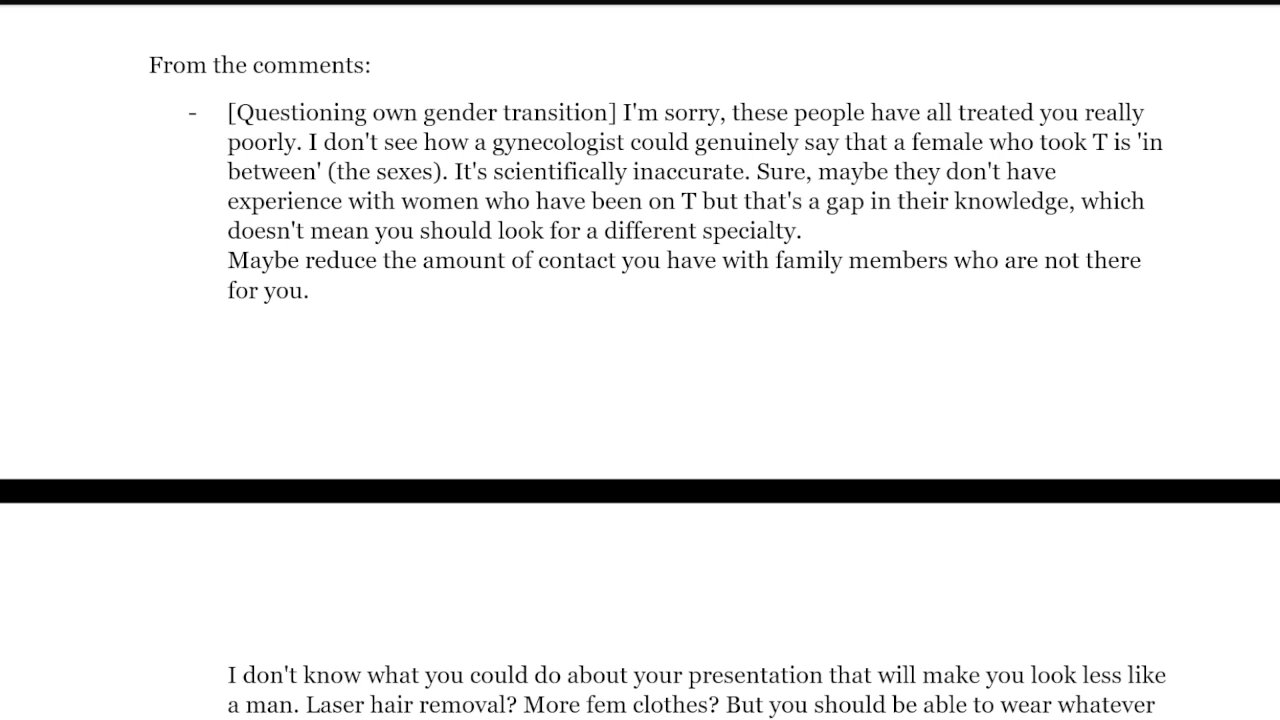 From the comments:
- [Questioning own gender transition] I'm sorry, these people have all treated you really
poorly. I don't see how a gynecologist could genuinely say that a female who took T is 'in
between' (the sexes). It's scientifically inaccurate. Sure, maybe they don't have
experience with women who have been on T but that's a gap in their knowledge, which
doesn't mean you should look for a different specialty.
Maybe reduce the amount of contact you have with family members who are not there
for you.
I don't know what you could do about your presentation that will make you look less like
a man. Laser hair removal? More fem clothes? But you should be able to wear whatever